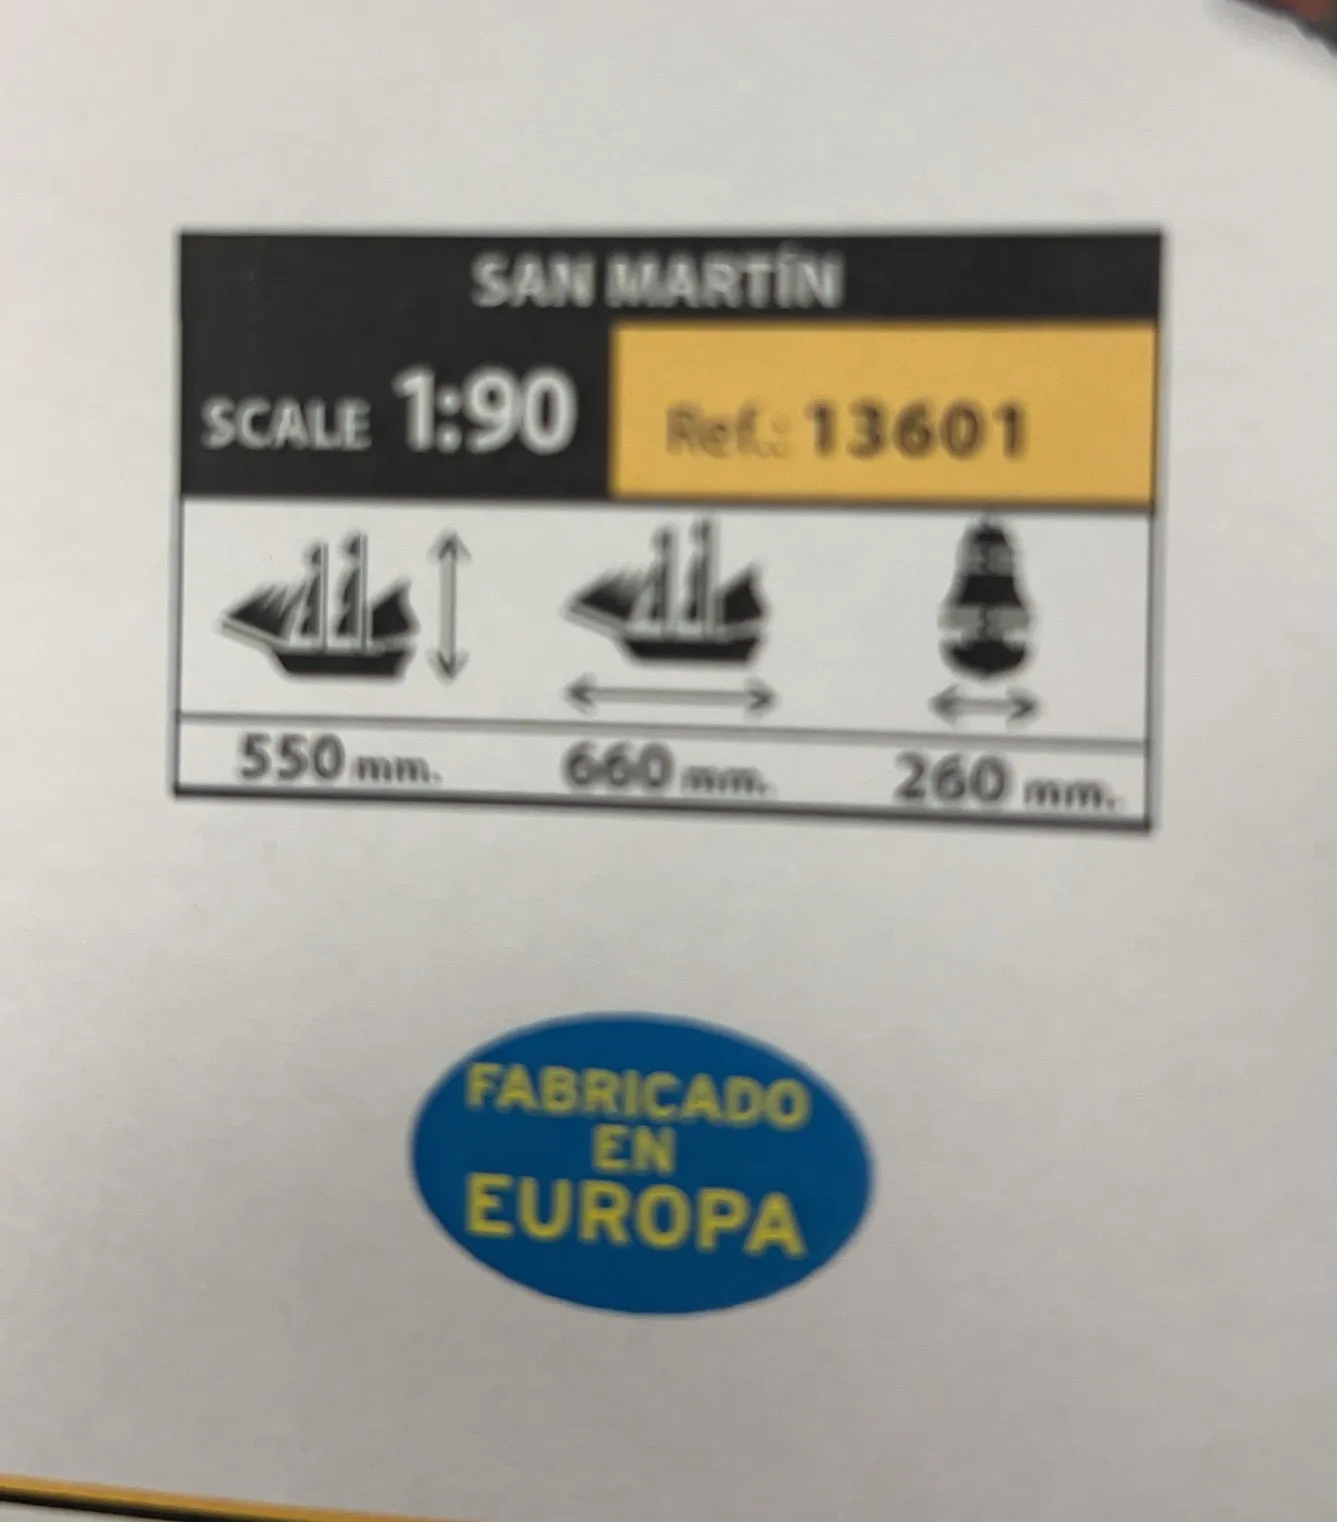 SAN MARTÍN
SCALE 1:90
Ref.: 13601
550 mm. 660 mm. 260 mm.
FABRICADO
EN
EUROPA